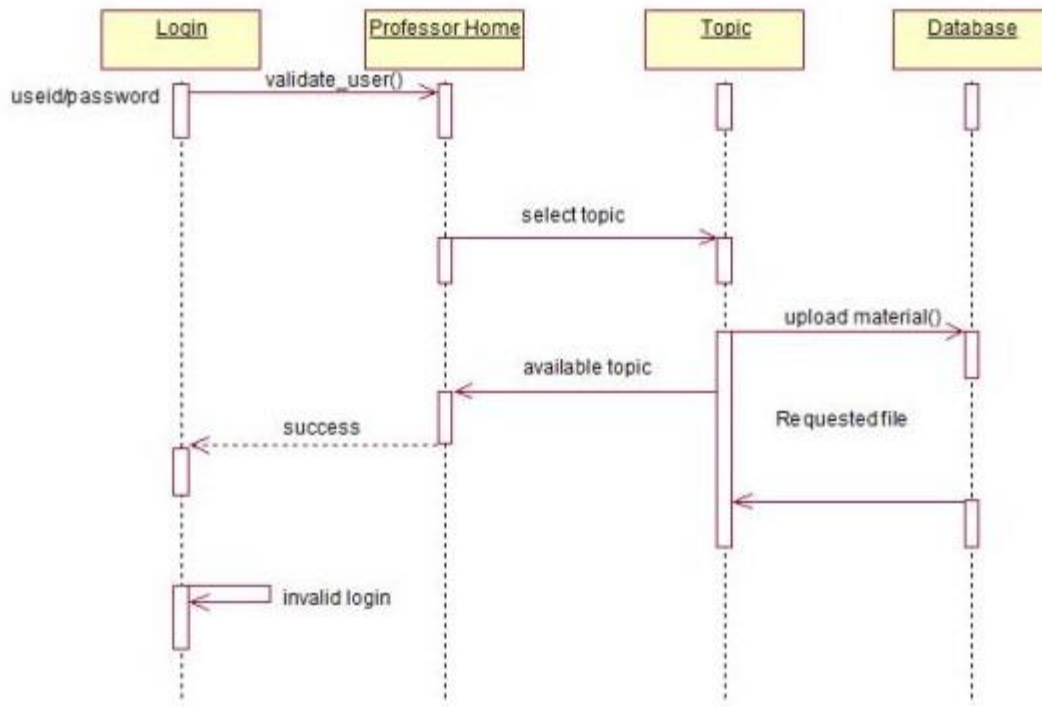 Login
Professor Home
Topic
Database
useid/password
validate_user()
select topic
upload material()
available topic
Requested file
success
invalid login